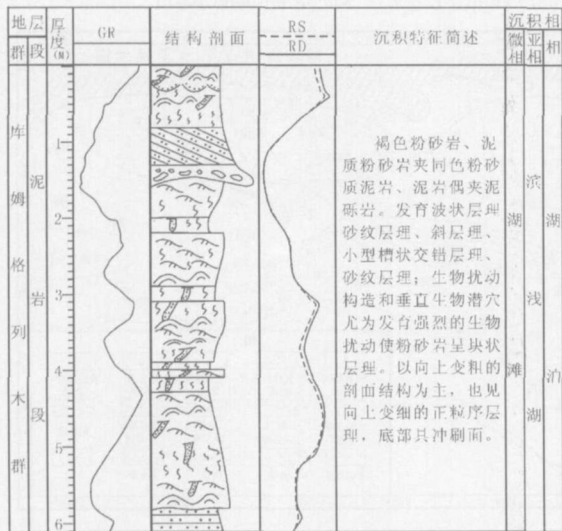 地层
厚度(M)
GR
结构剖面
RS
RD
沉积特征简述
沉积相
群
段
微相
亚相
相
库姆格列木群
泥岩段
1
2
3
4
5
6
褐色粉砂岩、泥
质粉砂岩夹同色粉砂
质泥岩、泥岩偶夹泥
砾岩。发育波状层理
砂纹层理、斜层理、
小型槽状交错层理、
砂纹层理；生物扰动
构造和垂直生物潜穴
尤为发育强烈的生物
扰动使粉砂岩呈块状
层理。以向上变粗的
剖面结构为主，也见
向上变细的正粒序层
理，底部具冲刷面。
湖滩
滨浅湖
湖泊